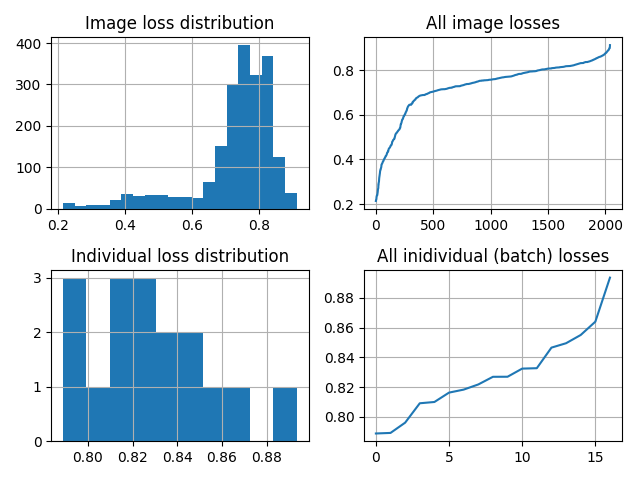 Image loss distribution
400
300
200
100
0
0.2 0.4 0.6 0.8
All image losses
0.8
0.6
0.4
0.2
0 500 1000 1500 2000
Individual loss distribution
3
2
1
0
0.80 0.82 0.84 0.86 0.88
All inidividual (batch) losses
0.88
0.86
0.84
0.82
0.80
0 5 10 15